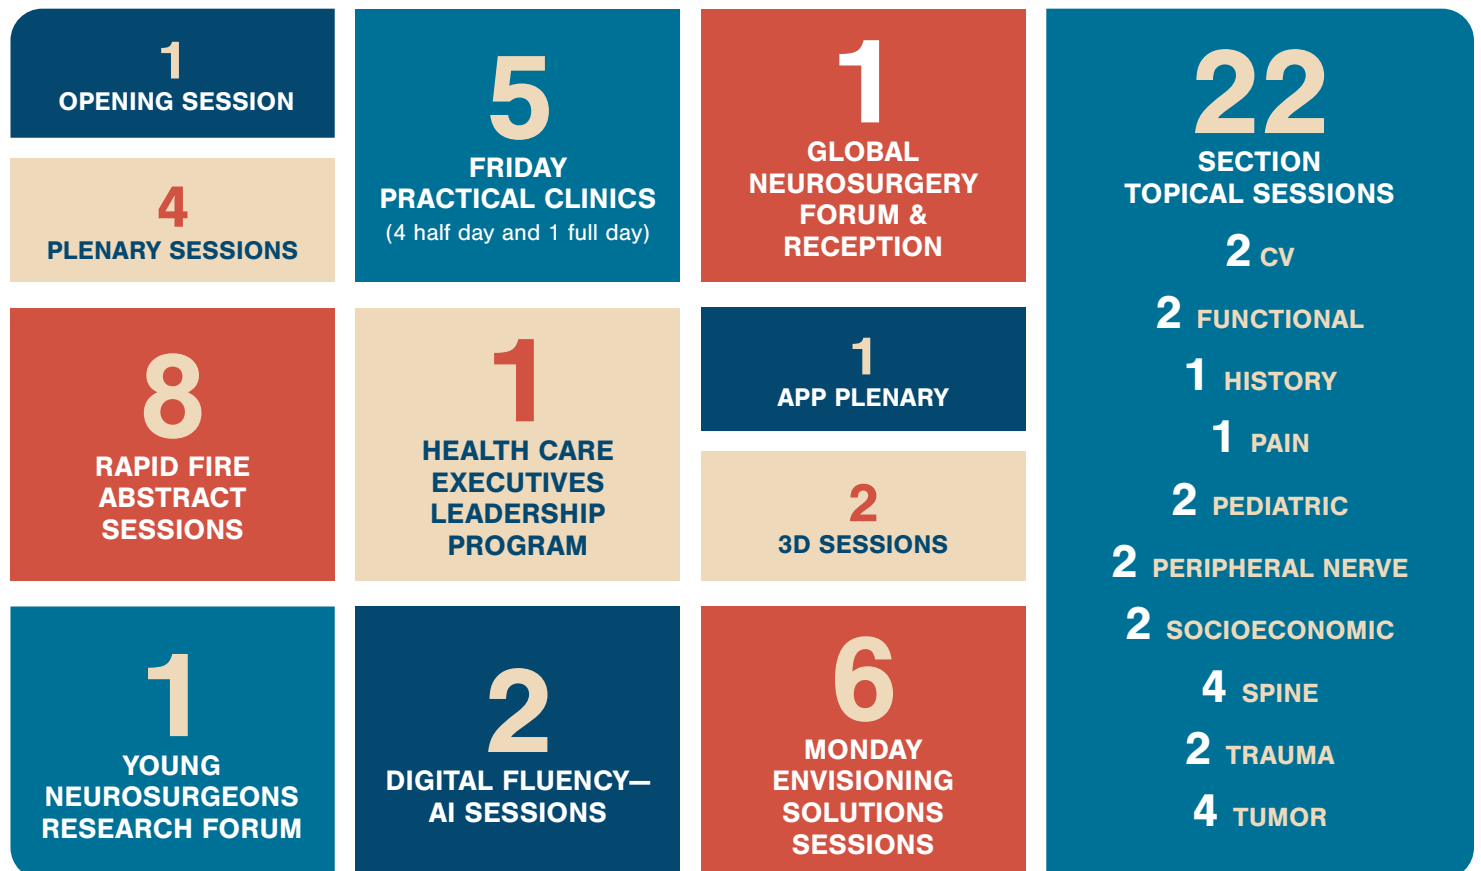 1
OPENING SESSION
4
PLENARY SESSIONS
5
FRIDAY
PRACTICAL CLINICS
(4 half day and 1 full day)
1
GLOBAL
NEUROSURGERY
FORUM &
RECEPTION
8
RAPID FIRE
ABSTRACT
SESSIONS
1
HEALTH CARE
EXECUTIVES
LEADERSHIP
PROGRAM
1
APP PLENARY
2
3D SESSIONS
1
YOUNG
NEUROSURGEONS
RESEARCH FORUM
2
DIGITAL FLUENCY—
AI SESSIONS
6
MONDAY
ENVISIONING
SOLUTIONS
SESSIONS
22
SECTION
TOPICAL SESSIONS
2 CV
2 FUNCTIONAL
1 HISTORY
1 PAIN
2 PEDIATRIC
2 PERIPHERAL NERVE
2 SOCIOECONOMIC
4 SPINE
2 TRAUMA
4 TUMOR